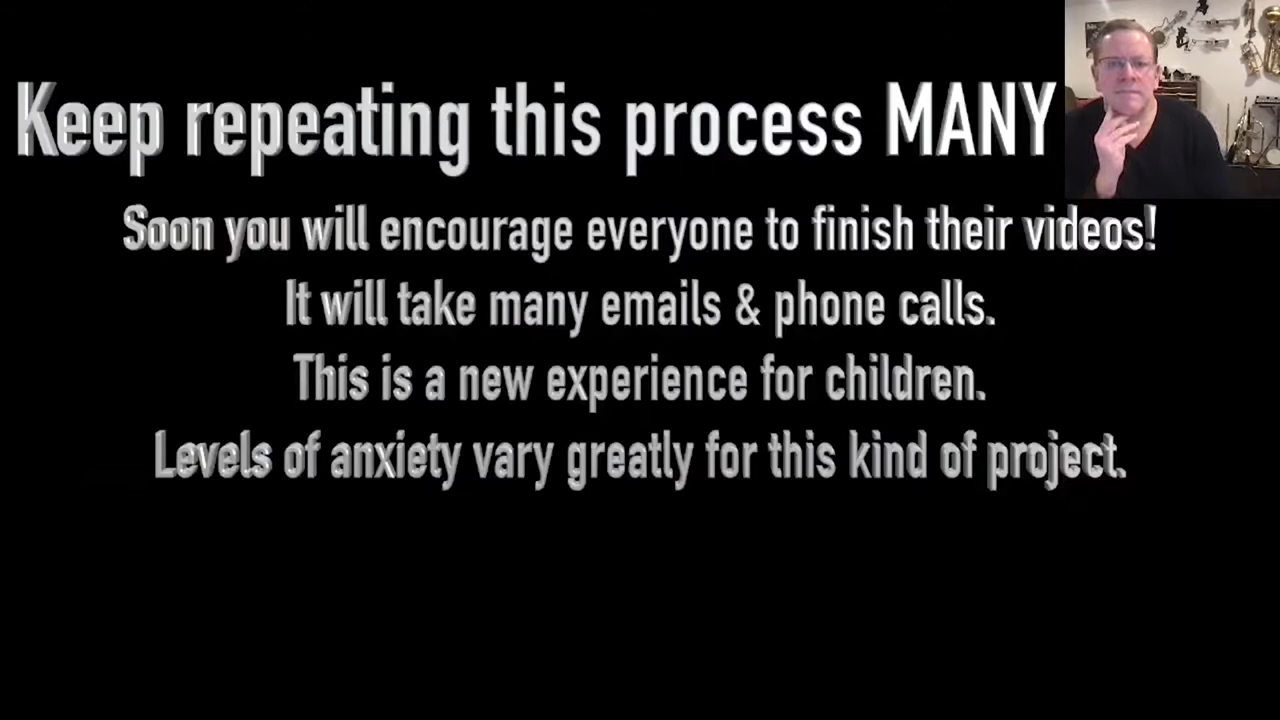 Keep repeating this process MANY
Soon you will encourage everyone to finish their videos!
It will take many emails & phone calls.
This is a new experience for children.
Levels of anxiety vary greatly for this kind of project.